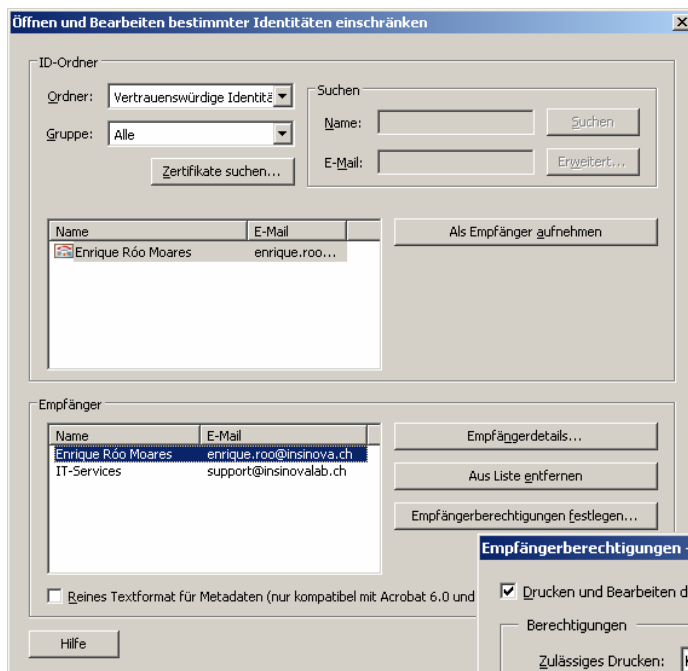 Öffnen und Bearbeiten bestimmter Identitäten einschränken
ID-Ordner
Ordner: Vertrauenswürdige Identitä
Gruppe: Alle
Zertifikate suchen...
Suchen
Name: Suchen
E-Mail: Erweitert...
Name E-Mail
Enrique Róo Moares enrique.roo...
Als Empfänger aufnehmen
Empfänger
Name E-Mail
Enrique Róo Moares enrique.roo@insinova.ch
IT-Services support@insinovalab.ch
Empfängerdetails...
Aus Liste entfernen
Empfängerberechtigungen festlegen...
Reines Textformat für Metadaten (nur kompatibel mit Acrobat 6.0 und
Hilfe
Empfängerberechtigungen -
Drucken und Bearbeiten d
Berechtigungen
Zulässiges Drucken: